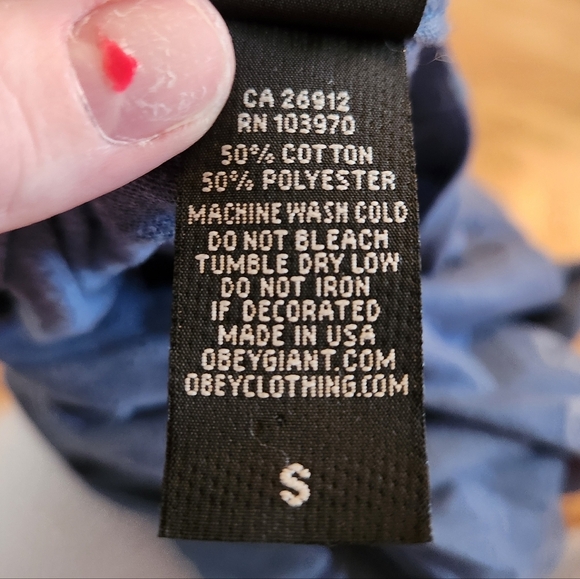 CA 26912
RN 103970
50% COTTON
50% POLYESTER
MACHINE WASH COLD
DO NOT BLEACH
TUMBLE DRY LOW
DO NOT IRON
IF DECORATED
MADE IN USA
OBEYGIANT.COM
OBEYCLOTHING.COM
S